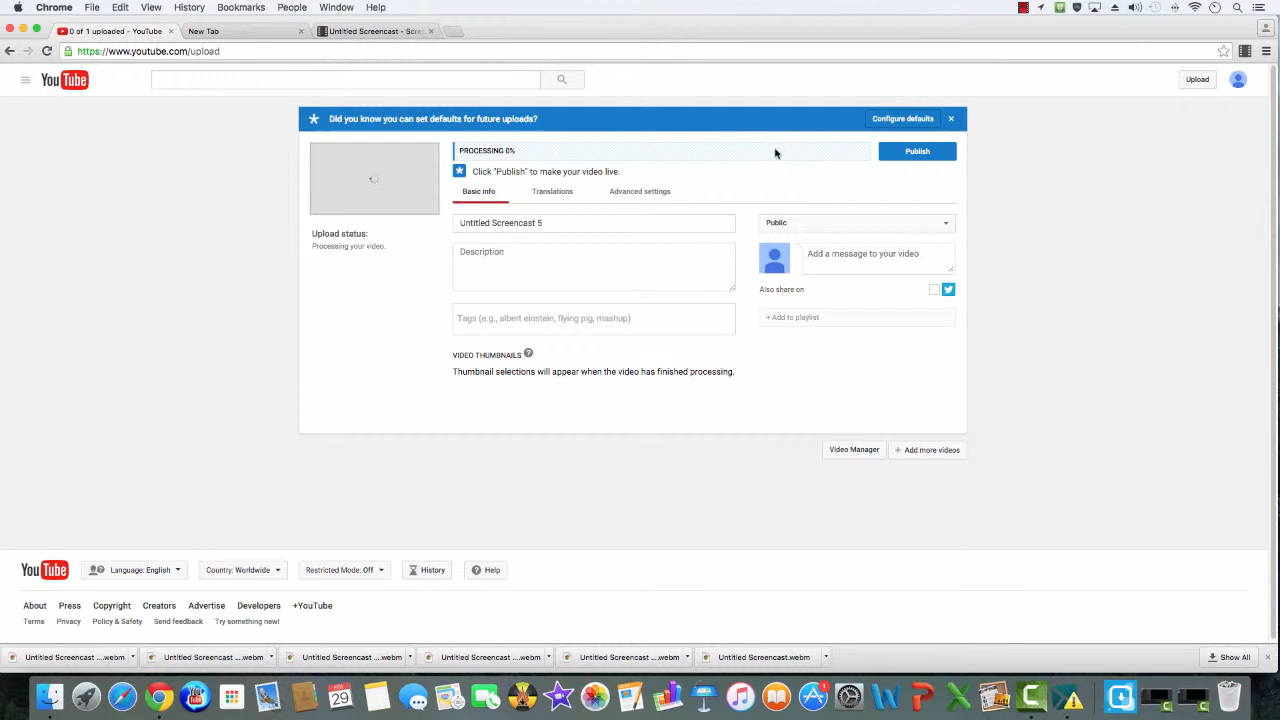 Chrome File Edit View History Bookmarks People Window Help
0 of 1 uploaded - YouTube New Tab Untitled Screencast - Scre
https://www.youtube.com/upload
YouTube Upload
Did you know you can set defaults for future uploads? Configure defaults
PROCESSING 0% Publish
Click "Publish" to make your video live.
Basic info Translations Advanced settings
Untitled Screencast 5 Public
Upload status:
Processing your video.
Description Add a message to your video
Also share on
Tags (e.g., albert einstein, flying pig, mashup) + Add to playlist
VIDEO THUMBNAILS ?
Thumbnail selections will appear when the video has finished processing.
Video Manager + Add more videos
YouTube Language: English Country: Worldwide Restricted Mode: Off History Help
About Press Copyright Creators Advertise Developers +YouTube
Terms Privacy Policy & Safety Send feedback Try something new!
Untitled Screencast ....webm Untitled Screencast ....webm Untitled Screencast ....webm Untitled Screencast ....webm Untitled Screencast ....webm Untitled Screencast.webm Show All
FEB
29
1